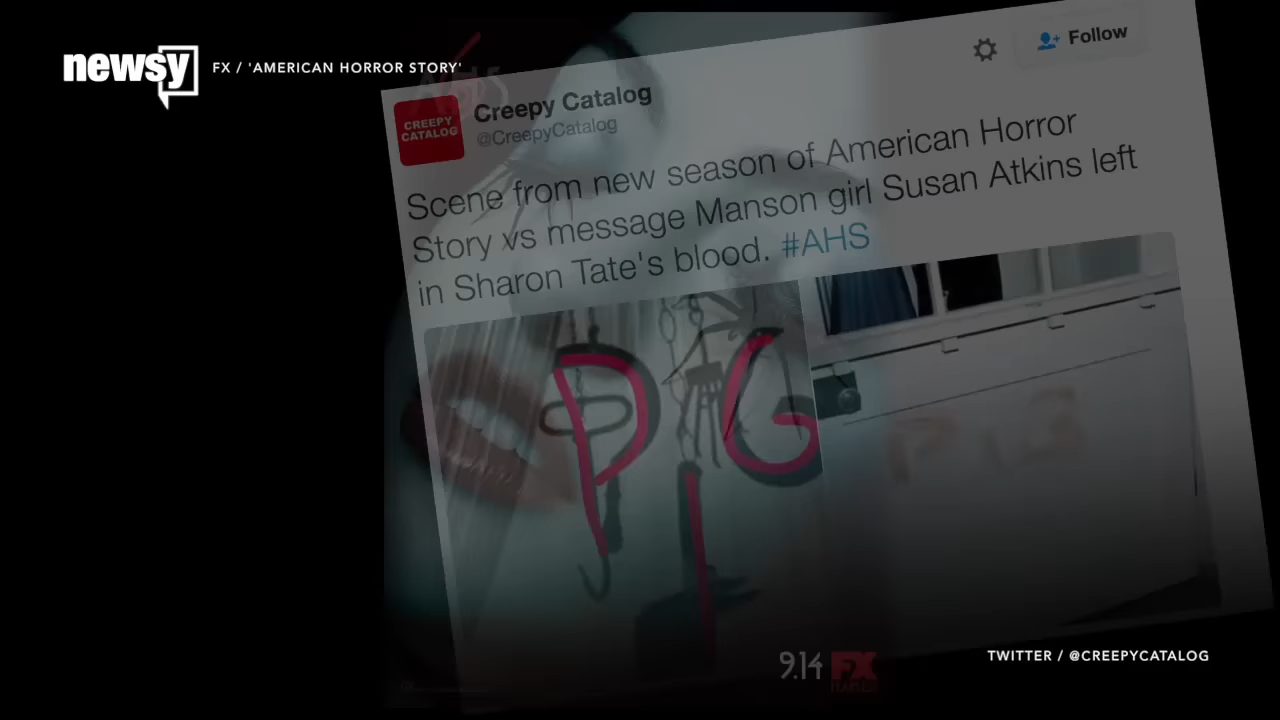 newsy
FX / 'AMERICAN HORROR STORY'
Follow
CREEPY
CATALOG
Creepy Catalog
@CreepyCatalog
Scene from new season of American Horror
Story vs message Manson girl Susan Atkins left
in Sharon Tate's blood. #AHS
PIG
PIG
9.14 FX
TWITTER / @CREEPYCATALOG